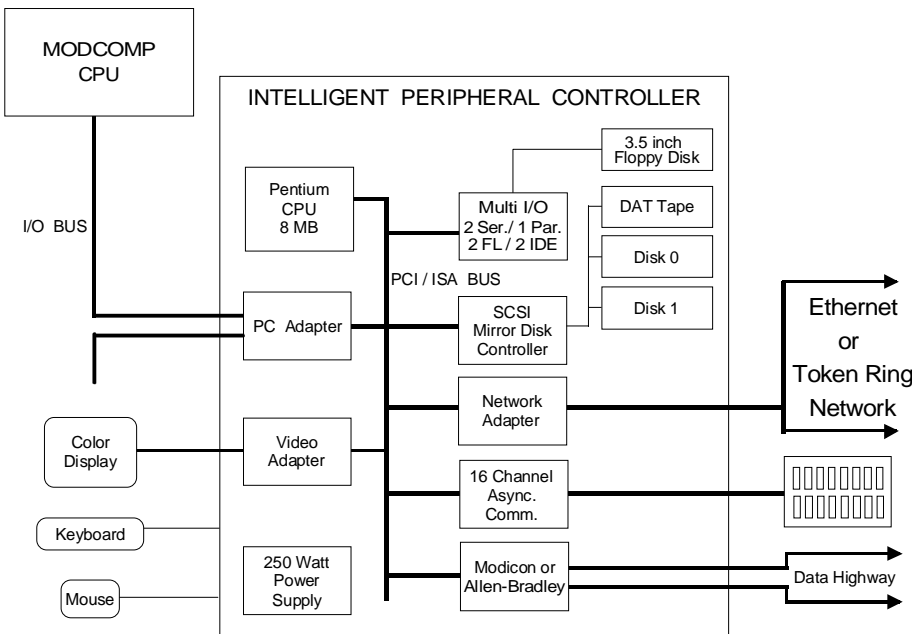 MODCOMP
CPU
INTELLIGENT PERIPHERAL CONTROLLER
3.5 inch
Floppy Disk
Pentium
CPU
8 MB
Multi I/O
2 Ser./ 1 Par.
2 FL / 2 IDE
DAT Tape
I/O BUS
Disk 0
PCI / ISA BUS
Disk 1
PC Adapter
SCSI
Mirror Disk
Controller
Ethernet
or
Token Ring
Network
Network
Adapter
Color
Display
Video
Adapter
16 Channel
Async.
Comm.
Keyboard
250 Watt
Power
Supply
Modicon or
Allen-Bradley
Data Highway
Mouse